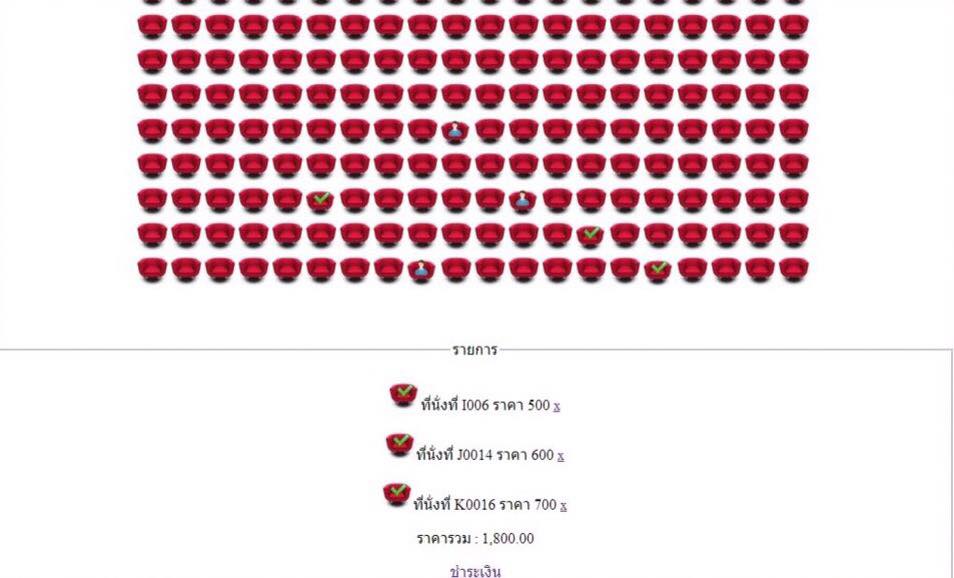 รายการ
ที่นั่งที่ I006 ราคา 500 x
ที่นั่งที่ J0014 ราคา 600 x
ที่นั่งที่ K0016 ราคา 700 x
ราคารวม : 1,800.00
ชำระเงิน